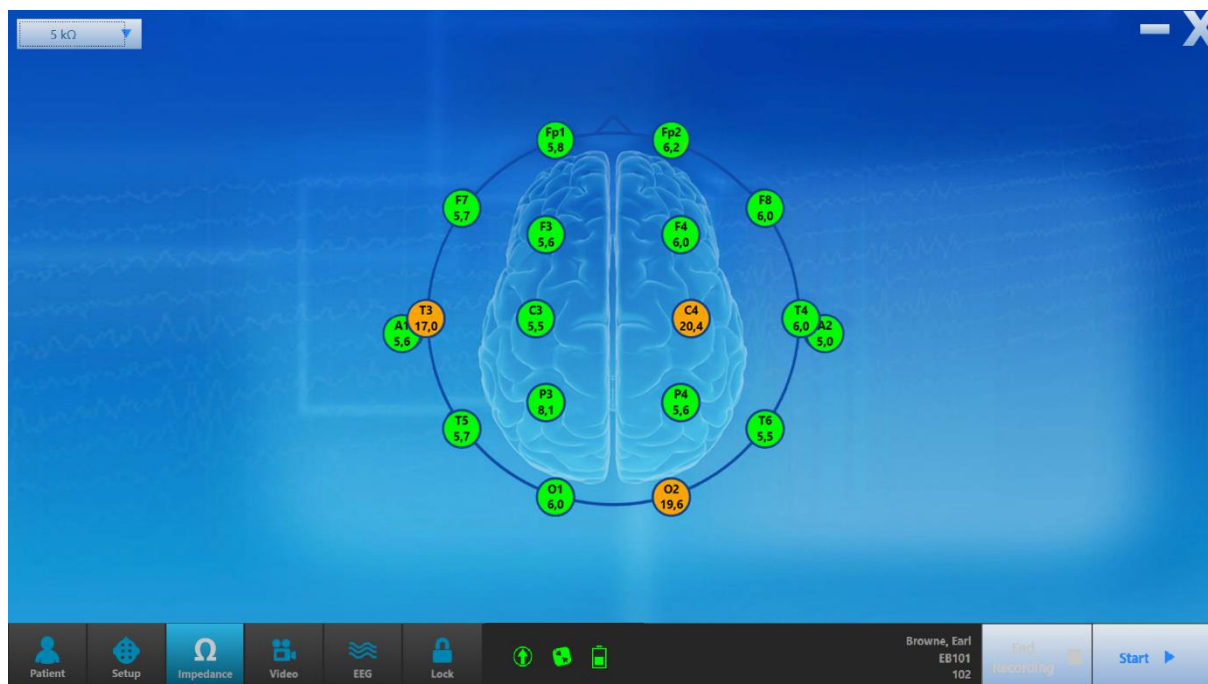 5 kΩ
Fp1
5,8
Fp2
6,2
F7
5,7
F8
6,0
F3
5,6
F4
6,0
A1
5,6
T3
17,0
C3
5,5
C4
20,4
T4
6,0
A2
5,0
P3
8,1
P4
5,6
T5
5,7
T6
5,5
O1
6,0
O2
19,6
Patient
Setup
Ω
Impedance
Video
EEG
Lock
Browne, Earl
EB101
102
End
Recording
Start